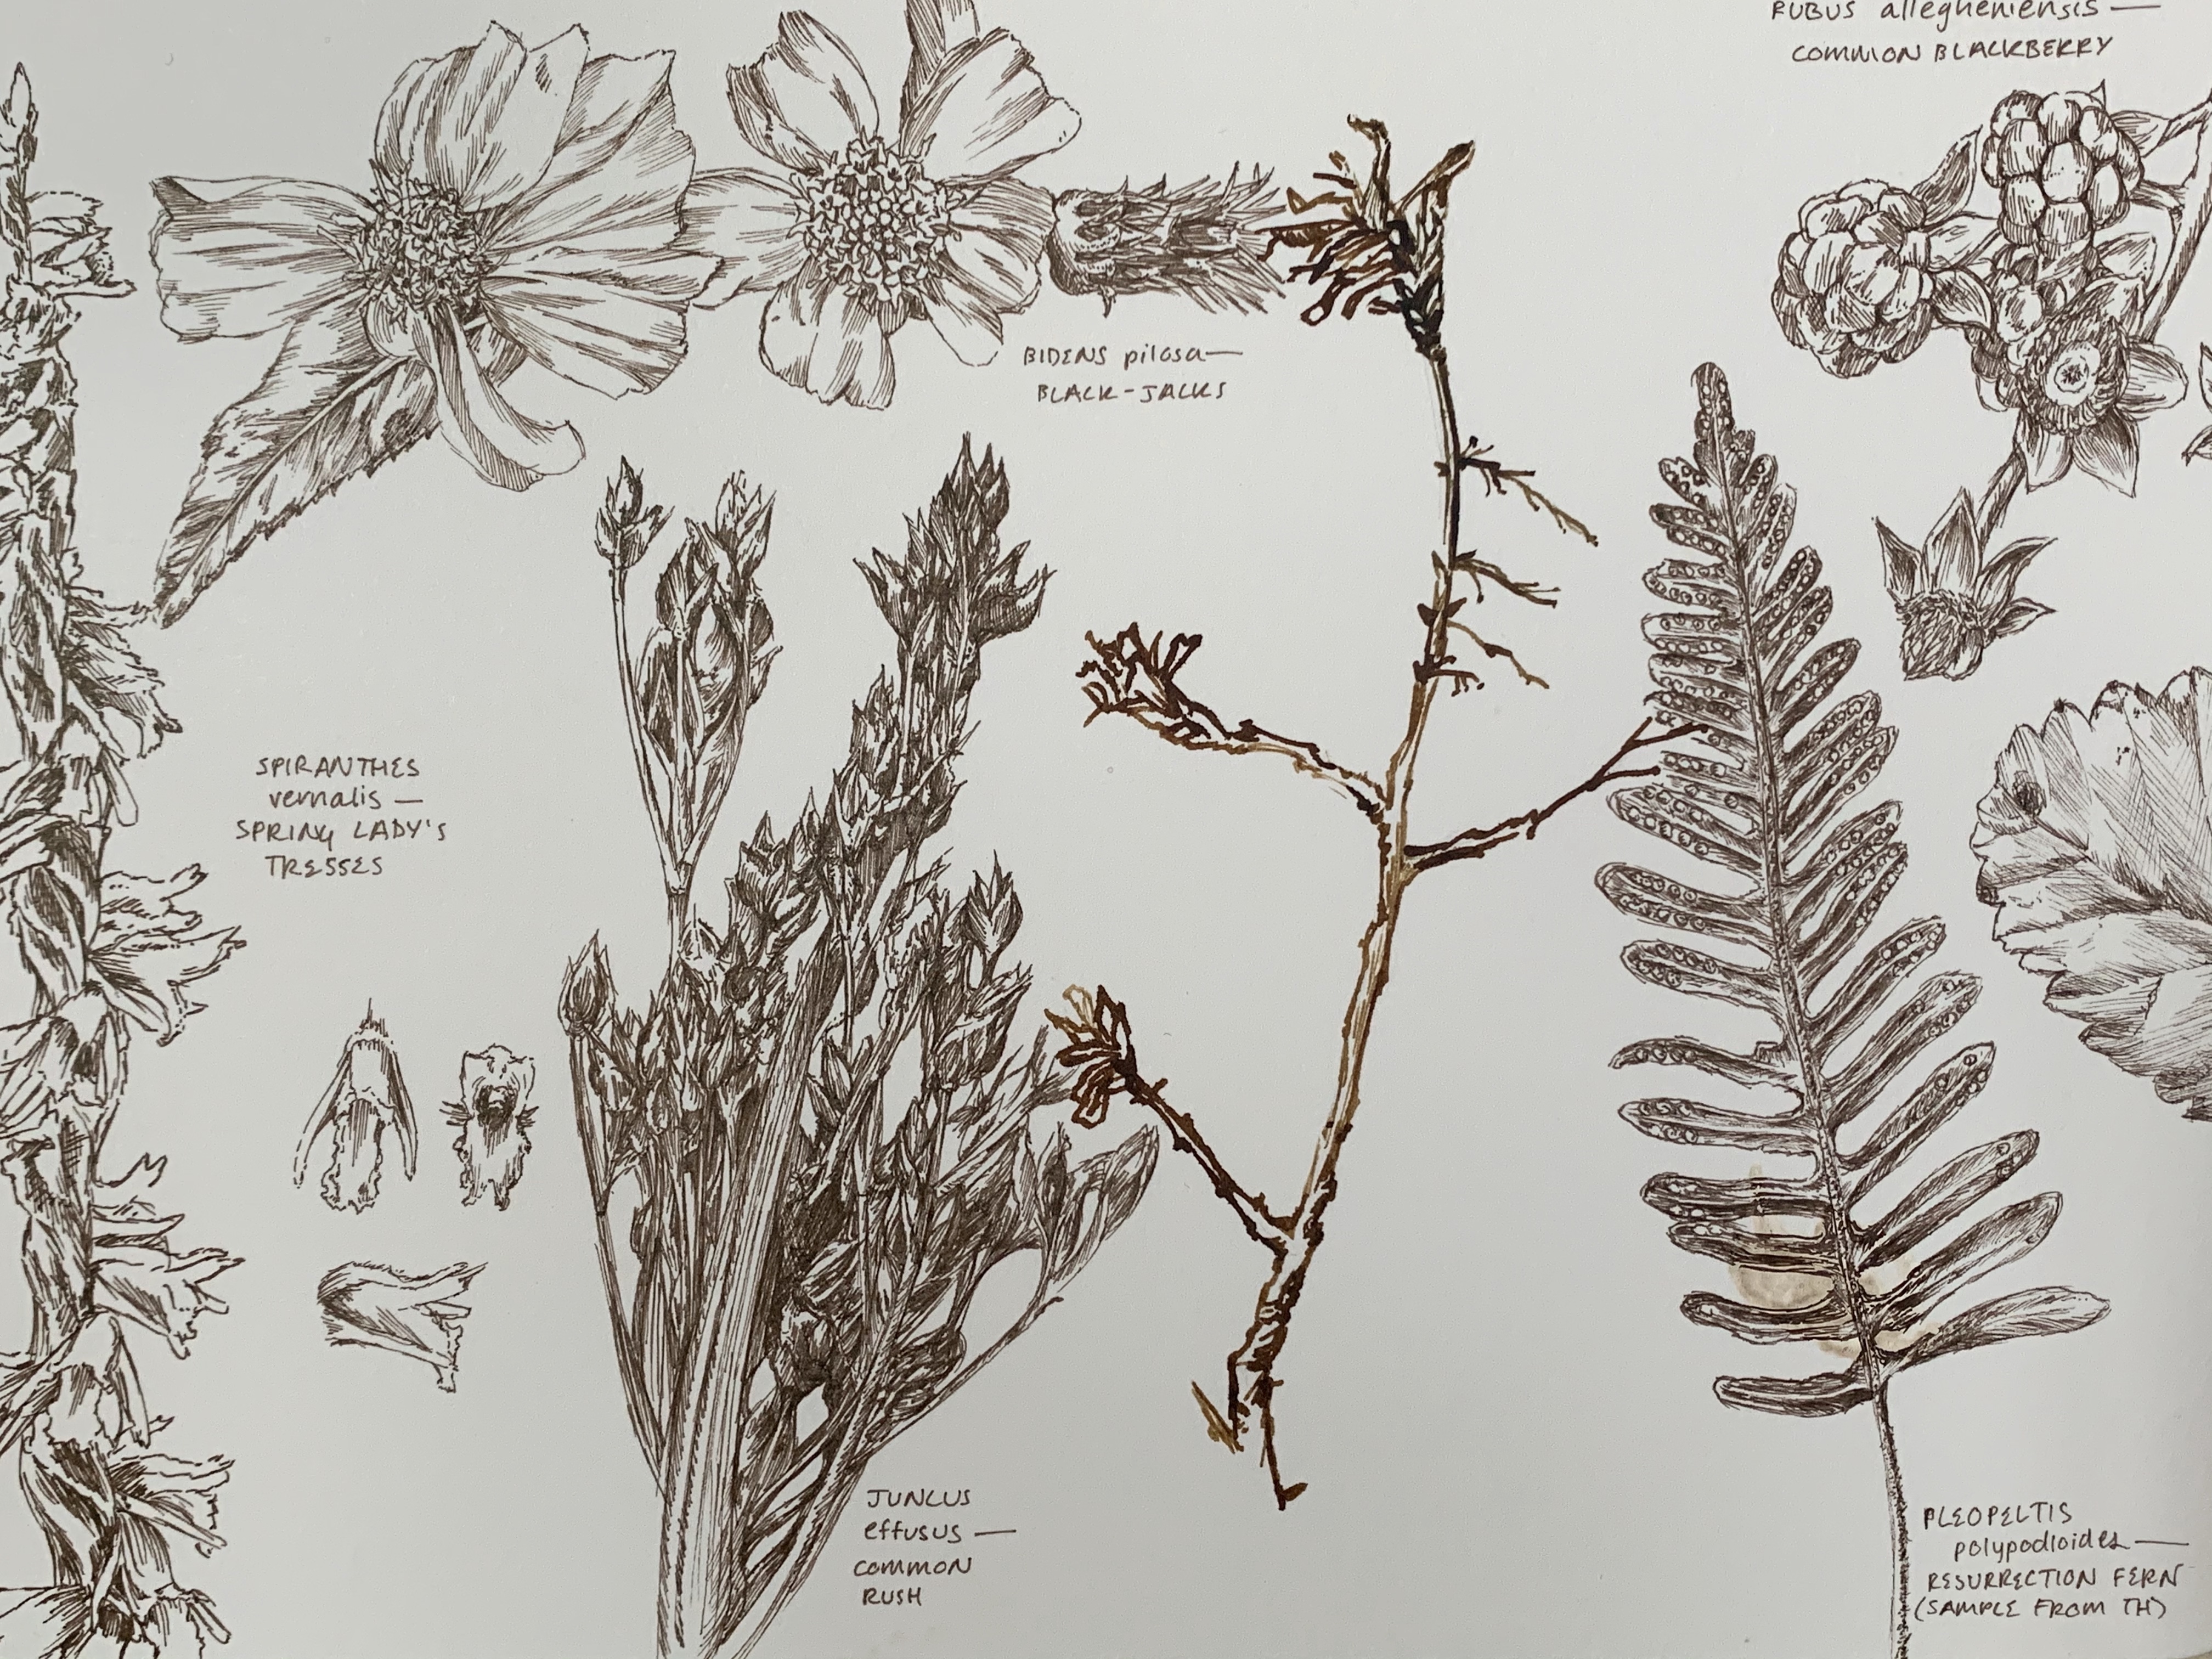 RUBUS allegheniensis —
COMMON BLACKBERRY
BIDENS pilosa —
BLACK-JACKS
SPIRANTHES
vernalis —
SPRING LADY'S
TRESSES
JUNCUS
effusus —
COMMON
RUSH
PLEOPELTIS
polypodioides —
RESURRECTION FERN
(SAMPLE FROM TH)